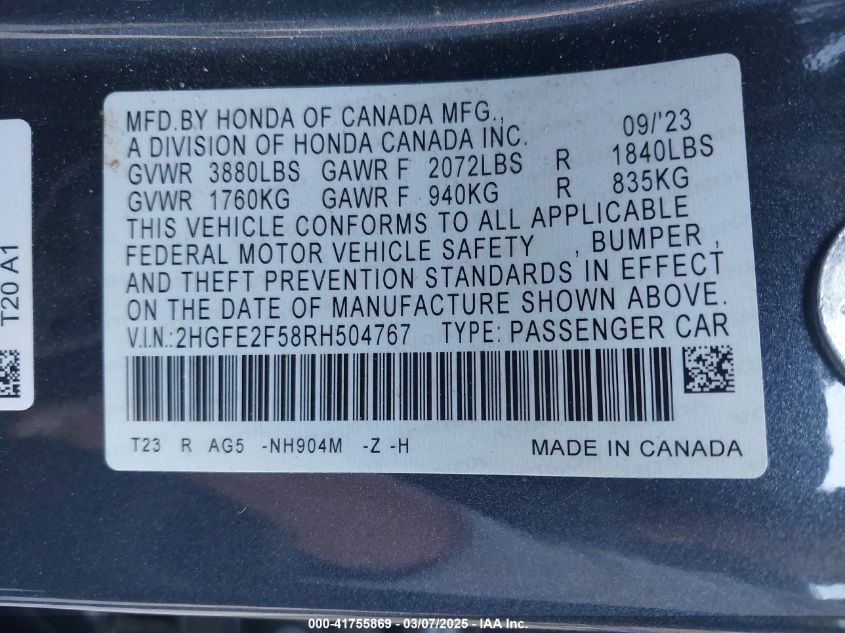 MFD.BY HONDA OF CANADA MFG., 09/'23
A DIVISION OF HONDA CANADA INC.
GVWR 3880LBS GAWR F 2072LBS R 1840LBS
GVWR 1760KG GAWR F 940KG R 835KG
THIS VEHICLE CONFORMS TO ALL APPLICABLE
FEDERAL MOTOR VEHICLE SAFETY , BUMPER ,
AND THEFT PREVENTION STANDARDS IN EFFECT
ON THE DATE OF MANUFACTURE SHOWN ABOVE.
V.I.N.:2HGFE2F58RH504767 TYPE: PASSENGER CAR
T23 R AG5 -NH904M -Z -H MADE IN CANADA
T20 A1
000-41755869 - 03/07/2025 - IAA Inc.